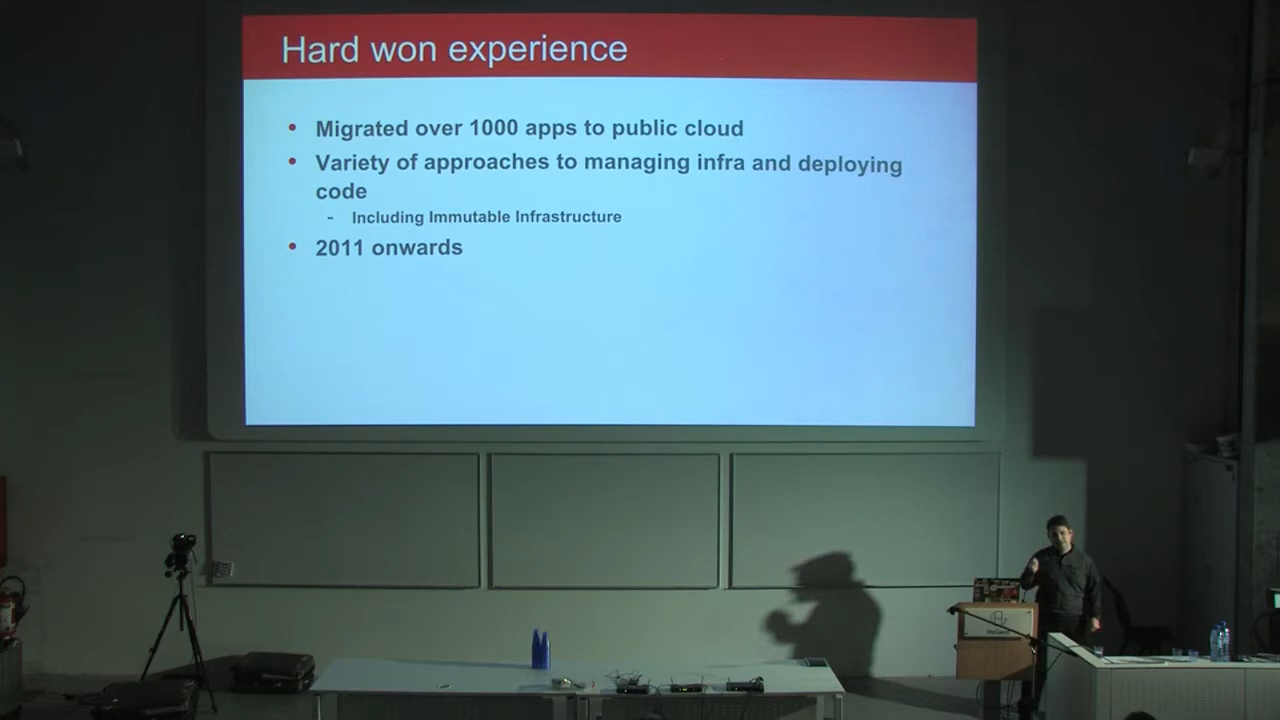 Hard won experience
• Migrated over 1000 apps to public cloud
• Variety of approaches to managing infra and deploying
code
- Including Immutable Infrastructure
• 2011 onwards